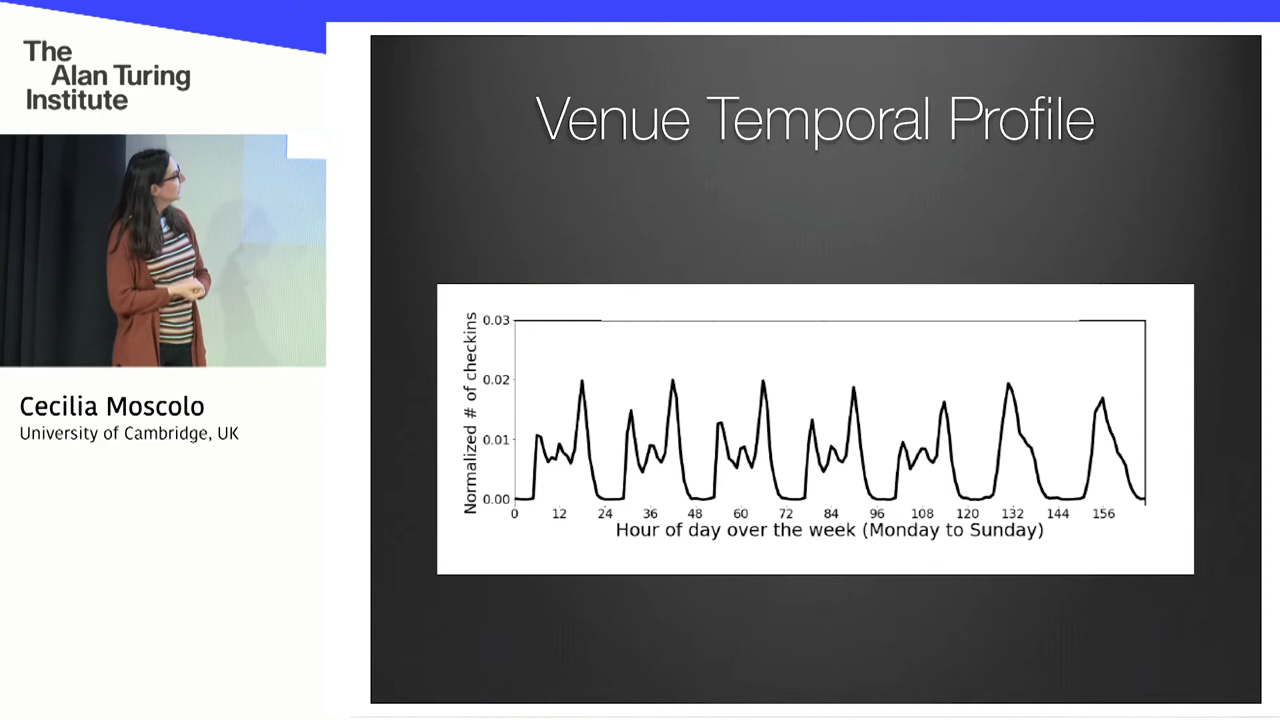 The
Alan Turing
Institute
Venue Temporal Profile
Normalized # of checkins
0.03
0.02
0.01
0.00
0 12 24 36 48 60 72 84 96 108 120 132 144 156
Hour of day over the week (Monday to Sunday)
Cecilia Moscolo
University of Cambridge, UK